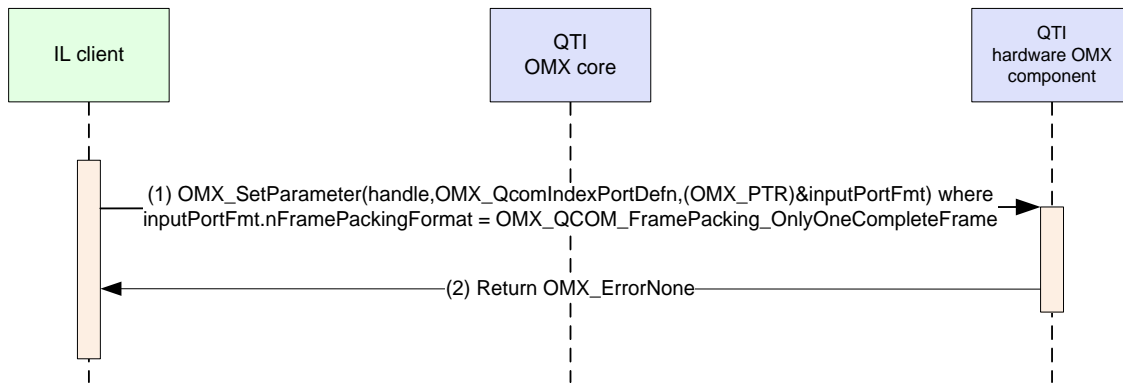 IL client
QTI
OMX core
QTI
hardware OMX
component
(1) OMX_SetParameter(handle,OMX_QcomIndexPortDefn,(OMX_PTR)&inputPortFmt) where
inputPortFmt.nFramePackingFormat = OMX_QCOM_FramePacking_OnlyOneCompleteFrame
(2) Return OMX_ErrorNone